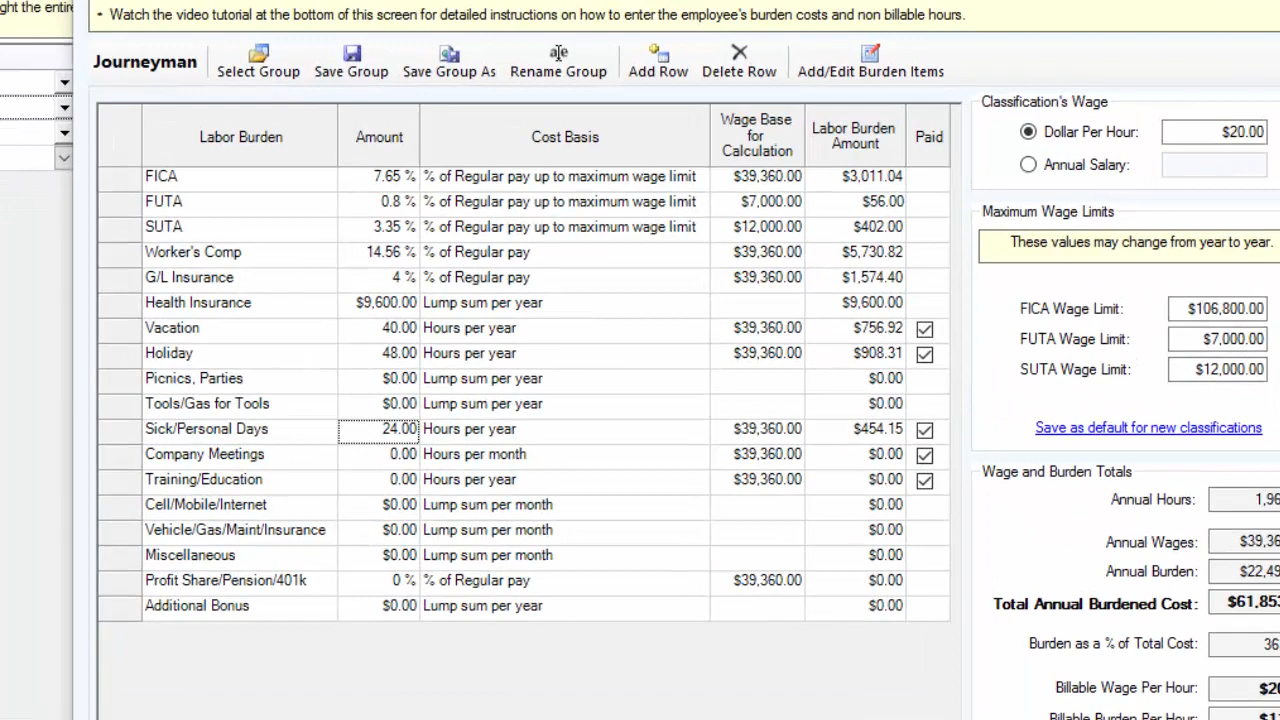 ght the entire
• Watch the video tutorial at the bottom of this screen for detailed instructions on how to enter the employee's burden costs and non billable hours.
Journeyman Select Group Save Group Save Group As Rename Group Add Row Delete Row Add/Edit Burden Items
Labor Burden Amount Cost Basis Wage Base for Calculation Labor Burden Amount Paid
FICA 7.65 % % of Regular pay up to maximum wage limit $39,360.00 $3,011.04
FUTA 0.8 % % of Regular pay up to maximum wage limit $7,000.00 $56.00
SUTA 3.35 % % of Regular pay up to maximum wage limit $12,000.00 $402.00
Worker's Comp 14.56 % % of Regular pay $39,360.00 $5,730.82
G/L Insurance 4 % % of Regular pay $39,360.00 $1,574.40
Health Insurance $9,600.00 Lump sum per year $9,600.00
Vacation 40.00 Hours per year $39,360.00 $756.92
Holiday 48.00 Hours per year $39,360.00 $908.31
Picnics, Parties $0.00 Lump sum per year $0.00
Tools/Gas for Tools $0.00 Lump sum per year $0.00
Sick/Personal Days 24.00 Hours per year $39,360.00 $454.15
Company Meetings 0.00 Hours per month $39,360.00 $0.00
Training/Education 0.00 Hours per year $39,360.00 $0.00
Cell/Mobile/Internet $0.00 Lump sum per month $0.00
Vehicle/Gas/Maint/Insurance $0.00 Lump sum per month $0.00
Miscellaneous $0.00 Lump sum per month $0.00
Profit Share/Pension/401k 0 % % of Regular pay $39,360.00 $0.00
Additional Bonus $0.00 Lump sum per year $0.00
Classification's Wage
Dollar Per Hour: $20.00
Annual Salary:
Maximum Wage Limits
These values may change from year to year.
FICA Wage Limit: $106,800.00
FUTA Wage Limit: $7,000.00
SUTA Wage Limit: $12,000.00
Save as default for new classifications
Wage and Burden Totals
Annual Hours: 1,96
Annual Wages: $39,36
Annual Burden: $22,49
Total Annual Burdened Cost: $61,853
Burden as a % of Total Cost: 36
Billable Wage Per Hour: $20
Billable Burden Per Hour: